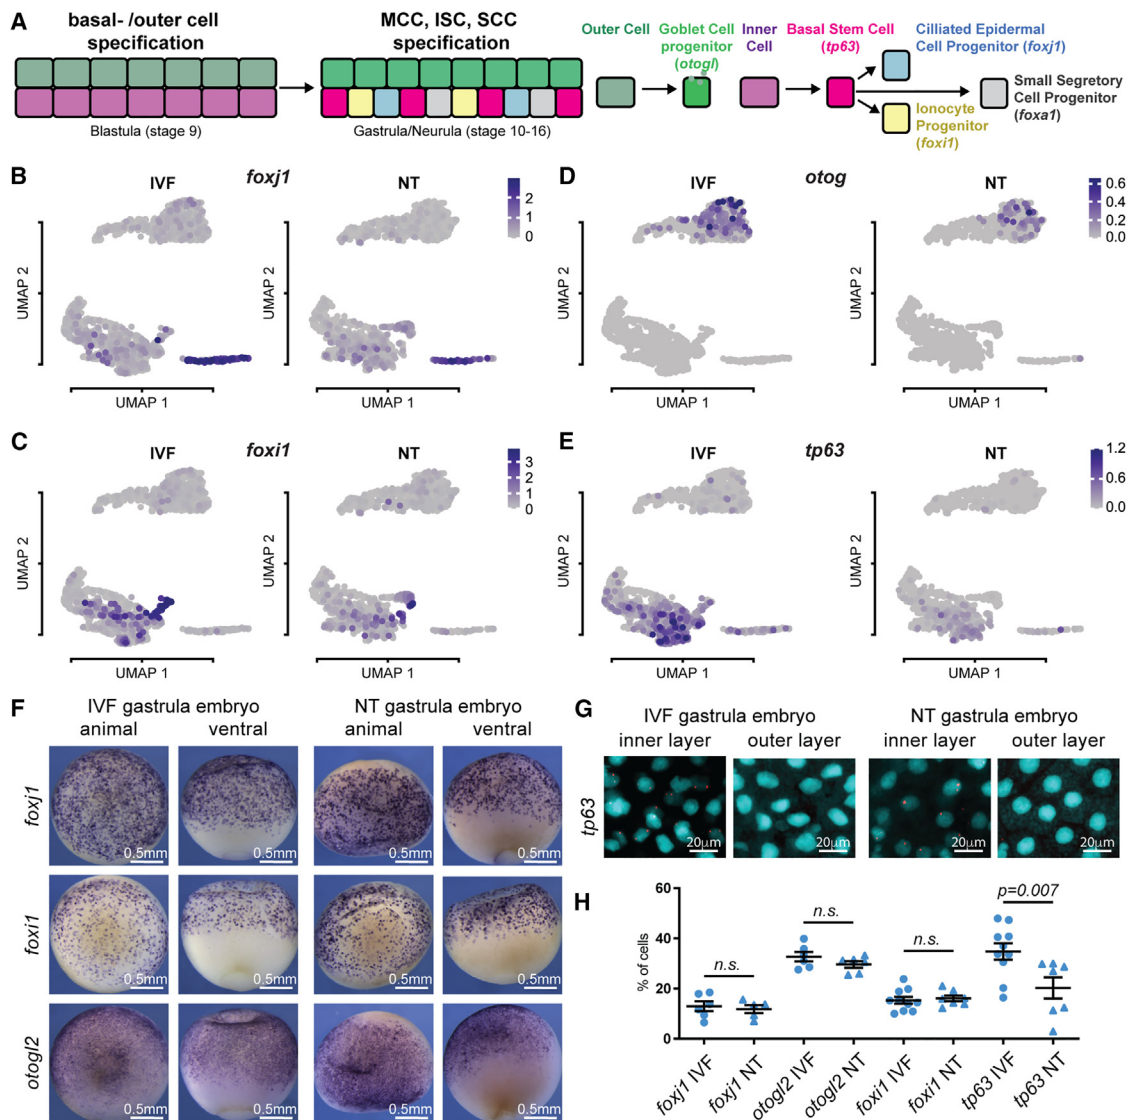 A
basal- /outer cell
specification
Blastula (stage 9)
MCC, ISC, SCC
specification
Gastrula/Neurula (stage 10-16)
Outer Cell
Goblet Cell
progenitor
(otogl)
Inner
Cell
Basal Stem Cell
(tp63)
Cilliated Epidermal
Cell Progenitor (foxj1)
Small Segretory
Cell Progenitor
(foxa1)
Ionocyte
Progenitor
(foxi1)
B
foxj1
IVF
NT
2
1
0
UMAP 2
UMAP 2
UMAP 1
UMAP 1
D
otog
IVF
NT
0.6
0.4
0.2
0.0
UMAP 2
UMAP 2
UMAP 1
UMAP 1
C
foxi1
IVF
NT
3
2
1
0
UMAP 2
UMAP 2
UMAP 1
UMAP 1
E
tp63
IVF
NT
1.2
0.6
0.0
UMAP 2
UMAP 2
UMAP 1
UMAP 1
F
IVF gastrula embryo
NT gastrula embryo
animal
ventral
animal
ventral
foxj1
0.5mm
0.5mm
0.5mm
0.5mm
foxi1
0.5mm
0.5mm
0.5mm
0.5mm
otogl2
0.5mm
0.5mm
0.5mm
0.5mm
G
IVF gastrula embryo
NT gastrula embryo
inner layer
outer layer
inner layer
outer layer
tp63
20µm
20µm
20µm
20µm
H
% of cells
60
40
20
0
n.s.
n.s.
n.s.
p=0.007
foxj1 IVF
foxj1 NT
otogl2 IVF
otogl2 NT
foxi1 IVF
foxi1 NT
tp63 IVF
tp63 NT